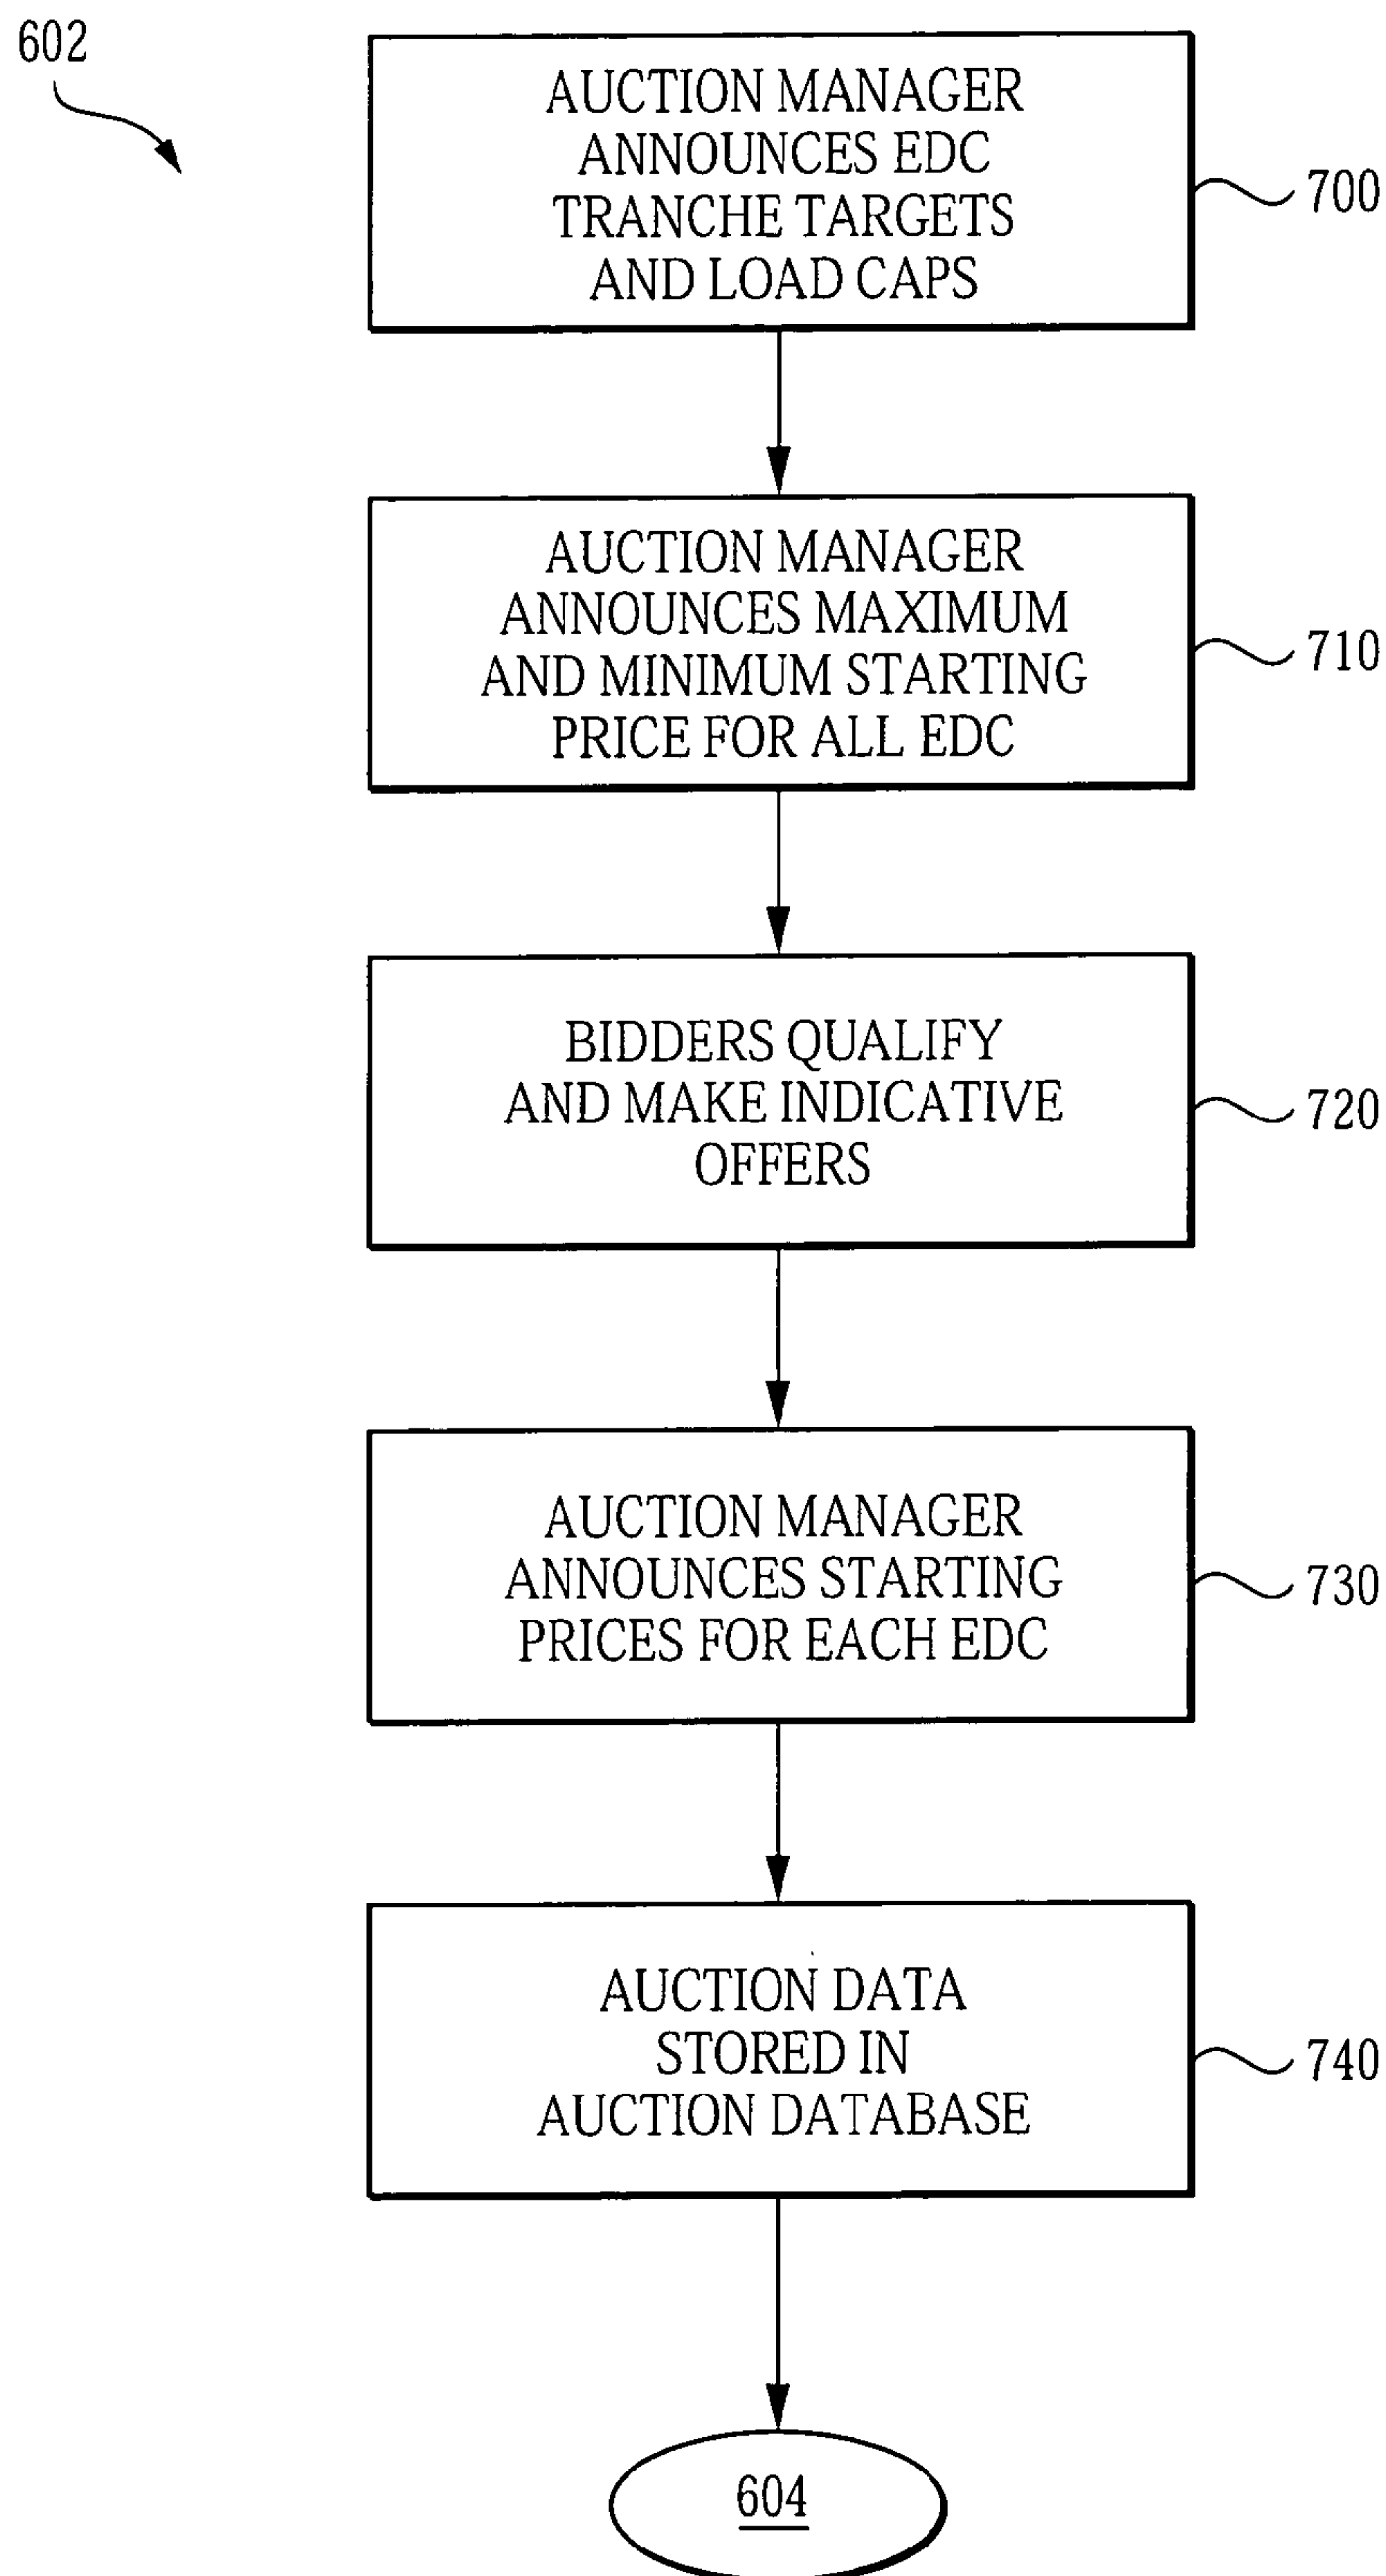 602
AUCTION MANAGER
ANNOUNCES EDC
TRANCHE TARGETS
AND LOAD CAPS
700
AUCTION MANAGER
ANNOUNCES MAXIMUM
AND MINIMUM STARTING
PRICE FOR ALL EDC
710
BIDDERS QUALIFY
AND MAKE INDICATIVE
OFFERS
720
AUCTION MANAGER
ANNOUNCES STARTING
PRICES FOR EACH EDC
730
AUCTION DATA
STORED IN
AUCTION DATABASE
740
604